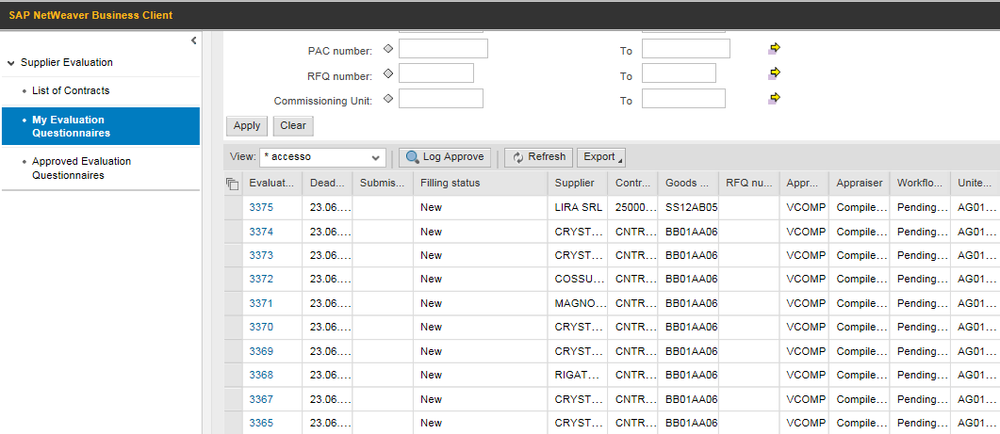 SAP NetWeaver Business Client
Supplier Evaluation
List of Contracts
My Evaluation
Questionnaires
Approved Evaluation
Questionnaires
PAC number: To
RFQ number: To
Commissioning Unit: To
Apply Clear
View: * accesso Log Approve Refresh Export
Evaluat... Dead... Submis... Filling status Supplier Contr... Goods ... RFQ nu... Appr... Appraiser Workflo... Unite...
3375 23.06.... New LIRA SRL 25000... SS12AB05 VCOMP Compile... Pending... AG01...
3374 23.06.... New CRYST... CNTR... BB01AA06 VCOMP Compile... Pending... AG01...
3373 23.06.... New CRYST... CNTR... BB01AA06 VCOMP Compile... Pending... AG01...
3372 23.06.... New COSSU... CNTR... BB01AA06 VCOMP Compile... Pending... AG01...
3371 23.06.... New MAGNO... CNTR... BB01AA06 VCOMP Compile... Pending... AG01...
3370 23.06.... New CRYST... CNTR... BB01AA06 VCOMP Compile... Pending... AG01...
3369 23.06.... New CRYST... CNTR... BB01AA06 VCOMP Compile... Pending... AG01...
3368 23.06.... New RIGAT... CNTR... BB01AA06 VCOMP Compile... Pending... AG01...
3367 23.06.... New CRYST... CNTR... BB01AA06 VCOMP Compile... Pending... AG01...
3365 23.06.... New CRYST... CNTR... BB01AA06 VCOMP Compile... Pending... AG01...